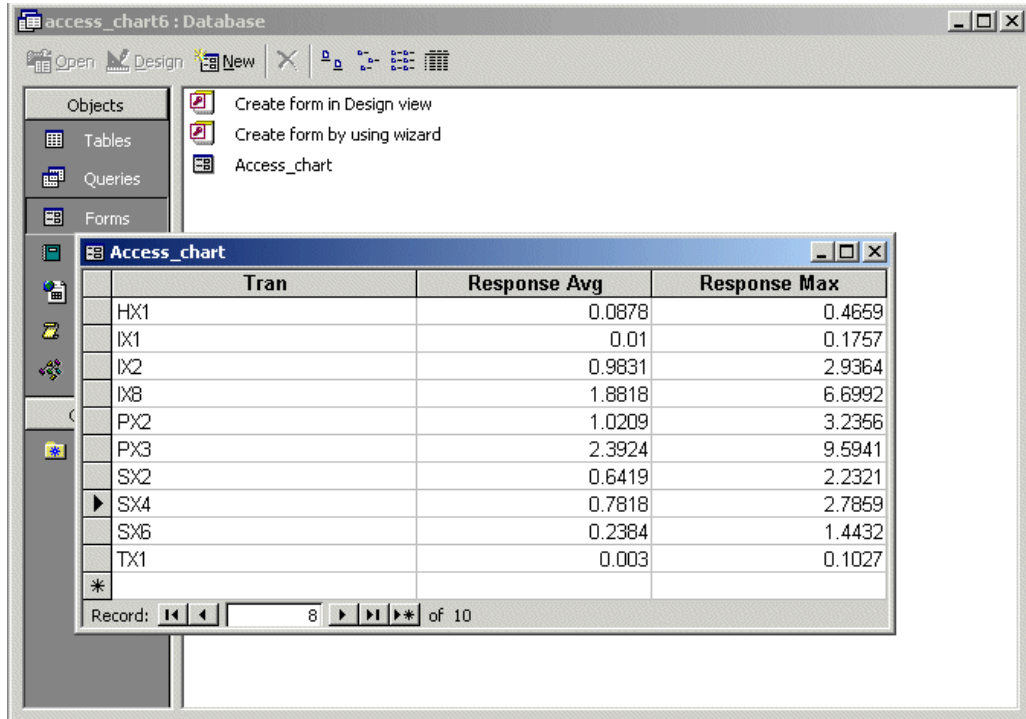 access_chart6 : Database
Open Design New
Objects
Tables
Queries
Forms
Create form in Design view
Create form by using wizard
Access_chart
Access_chart
Tran Response Avg Response Max
HX1 0.0878 0.4659
IX1 0.01 0.1757
IX2 0.9831 2.9364
IX8 1.8818 6.6992
PX2 1.0209 3.2356
PX3 2.3924 9.5941
SX2 0.6419 2.2321
SX4 0.7818 2.7859
SX6 0.2384 1.4432
TX1 0.003 0.1027
Record: 8 of 10